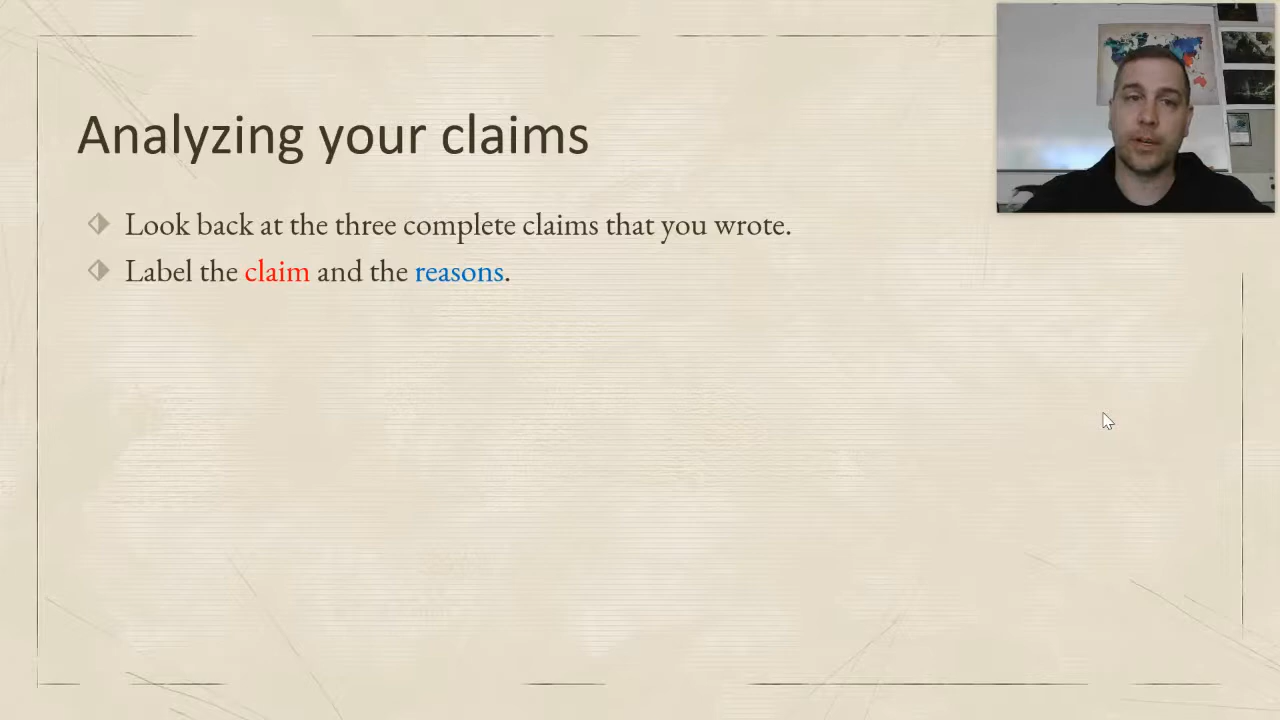 Analyzing your claims
Look back at the three complete claims that you wrote.
Label the claim and the reasons.